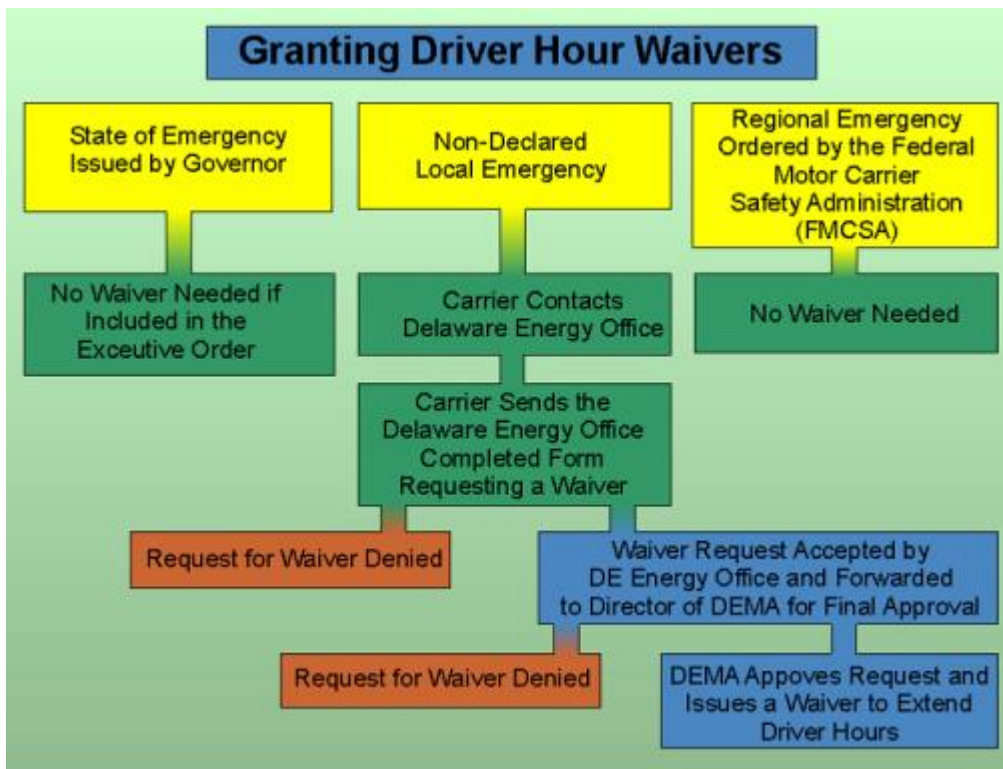 Granting Driver Hour Waivers
State of Emergency
Issued by Governor
Non-Declared
Local Emergency
Regional Emergency
Ordered by the Federal
Motor Carrier
Safety Administration
(FMCSA)
No Waiver Needed if
Included in the
Exceutive Order
Carrier Contacts
Delaware Energy Office
No Waiver Needed
Carrier Sends the
Delaware Energy Office
Completed Form
Requesting a Waiver
Request for Waiver Denied
Waiver Request Accepted by
DE Energy Office and Forwarded
to Director of DEMA for Final Approval
Request for Waiver Denied
DEMA Appoves Request and
Issues a Waiver to Extend
Driver Hours